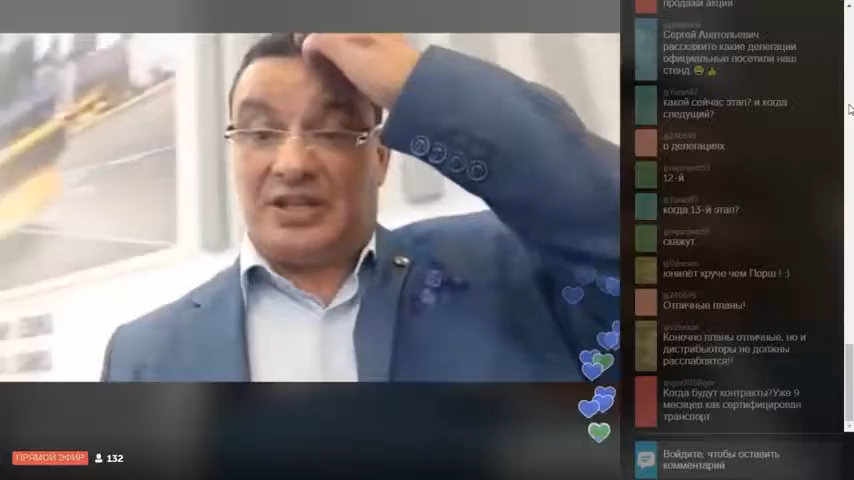 продажи акций
Сергей Анатольевич
расскажите какие делегации
официальные посетили наш
стенд
какой сейчас этап? и когда
следущий?
о делегациях
12-й
когда 13-й этап?
скажут
юнилёт круче чем Порш ! :)
Отличные планы!
Конечно планы отличные, но и
дистрибьюторы не должны
расслаблятся!!
Когда будут контракты?Уже 9
месяцев как сертифицирован
транспорт
ПРЯМОЙ ЭФИР 132
Войдите, чтобы оставить
комментарий